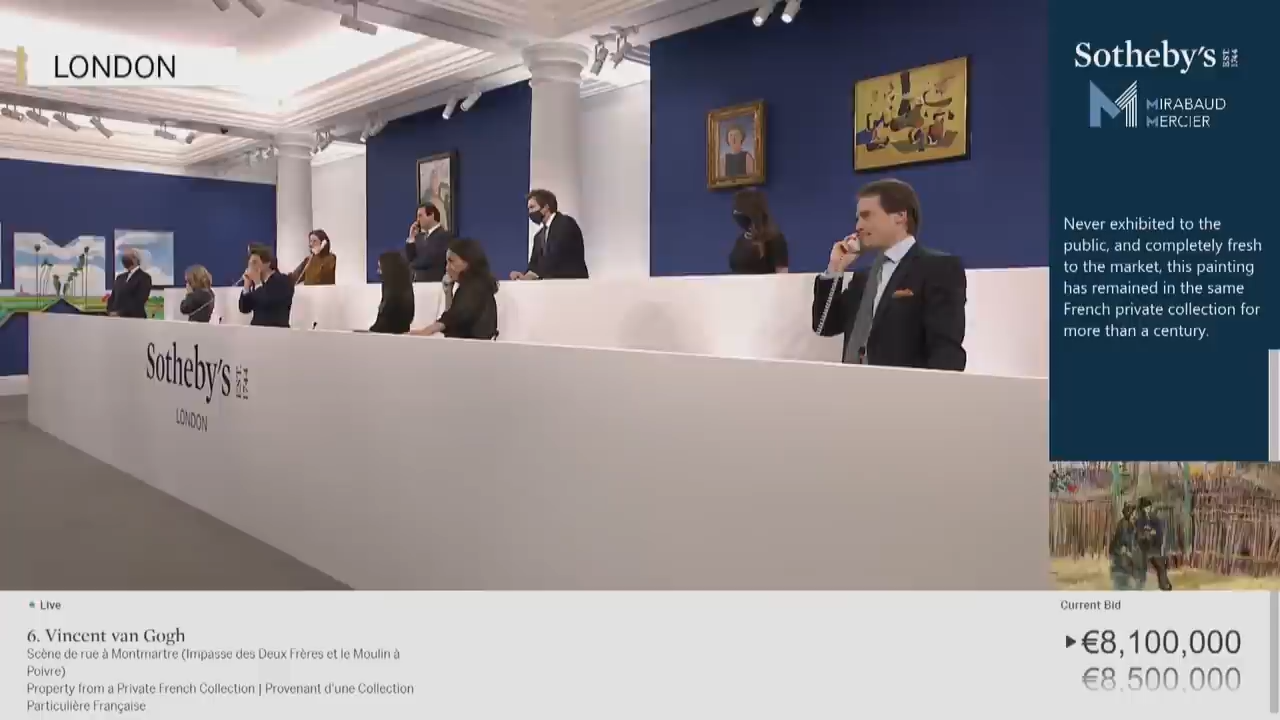 LONDON
Sotheby's EST. 1744
MIRABAUD
MERCIER
Never exhibited to the
public, and completely fresh
to the market, this painting
has remained in the same
French private collection for
more than a century.
Sotheby's EST. 1744
LONDON
Live
6. Vincent van Gogh
Scène de rue à Montmartre (Impasse des Deux Frères et le Moulin à
Poivre)
Property from a Private French Collection | Provenant d'une Collection
Particulière Française
Current Bid
€8,100,000
€8,500,000